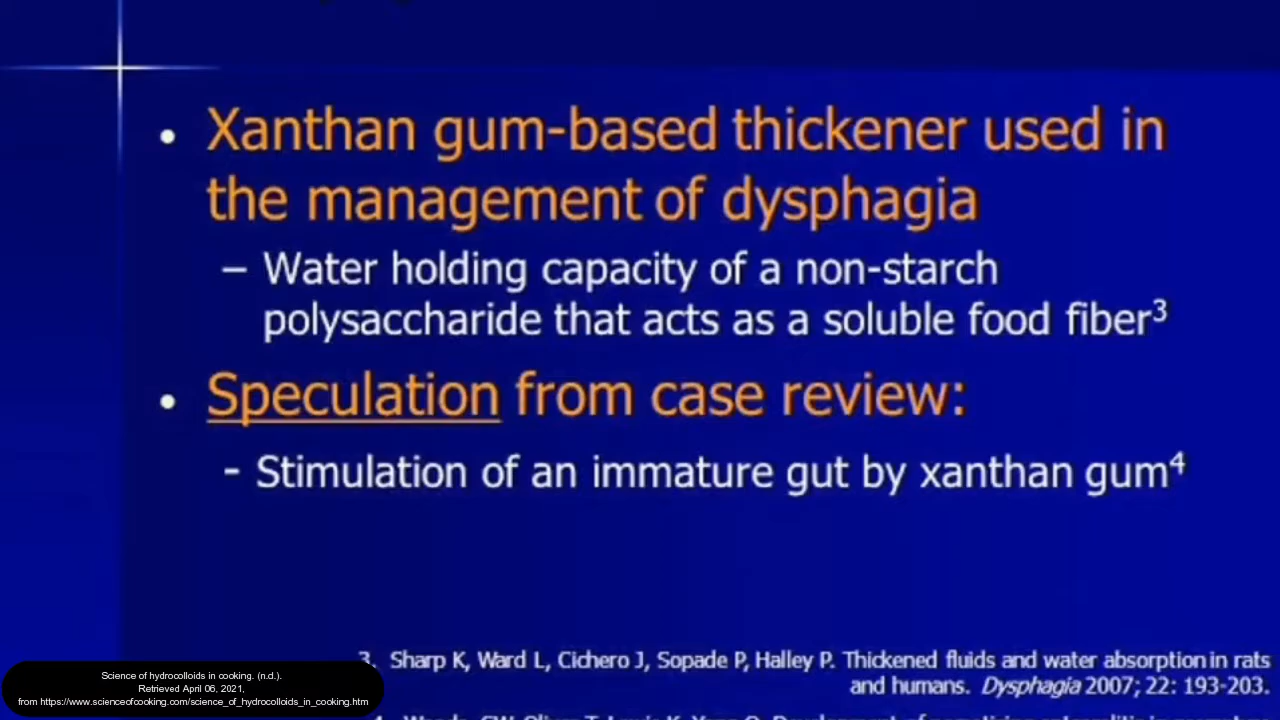 • Xanthan gum-based thickener used in
the management of dysphagia
– Water holding capacity of a non-starch
polysaccharide that acts as a soluble food fiber³
• Speculation from case review:
- Stimulation of an immature gut by xanthan gum⁴
3. Sharp K, Ward L, Cichero J, Sopade P, Halley P. Thickened fluids and water absorption in rats
and humans. Dysphagia 2007; 22: 193-203.
Science of hydrocolloids in cooking. (n.d.).
Retrieved April 06, 2021,
from https://www.scienceofcooking.com/science_of_hydrocolloids_in_cooking.htm